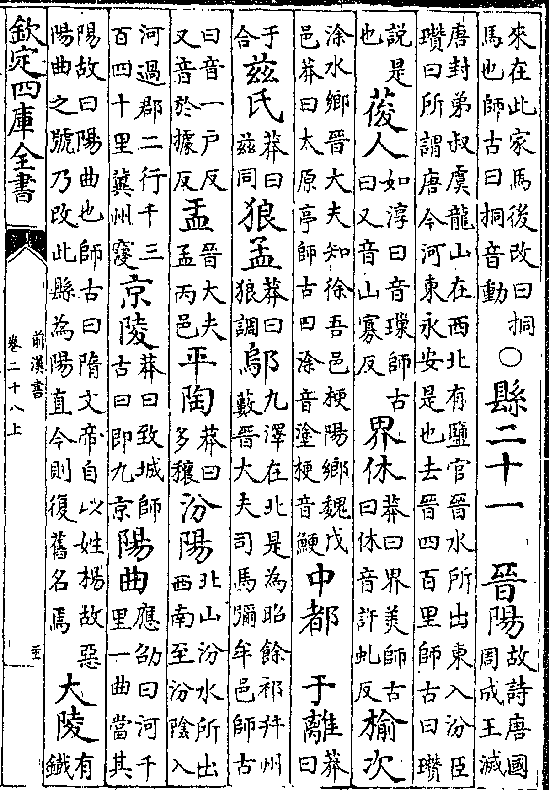 來在此家馬後改曰挏馬也師古曰挏音動○縣二十一 晉陽故詩唐國周成王滅
唐封弟叔虞龍山在西北有鹽官晉水所出東入汾臣瓚曰所謂唐今河東永安是也去晉四百里師古曰瓚
說是也 葰人如淳曰音璅師古曰又音山寡反 界休莽曰界美師古曰休音許虬反 榆次
涂水鄉晉大夫知徐吾邑梗陽鄉魏戊邑莽曰太原亭師古曰涂音塗梗音鯁 中都 于離莽曰
于合 茲氏莽曰茲同 狼孟莽曰狼調 鄔九澤在北是為昭餘祁并州藪晉大夫司馬彌牟邑師古
曰音一戶反又音於據反 盂晉大夫孟丙邑 平陶莽曰多穰 汾陽北山汾水所出西南至汾陰入
河過郡二行千三百四十里冀州寖 京陵莽曰致城師古曰即九京 陽曲應劭曰河千里一曲當其
陽故曰陽曲也師古曰隋文帝自以姓楊故惡陽曲之號乃改此縣為陽直今則復舊名焉 大陵有鐵
欽定四庫全書
前漢書
卷二十八上